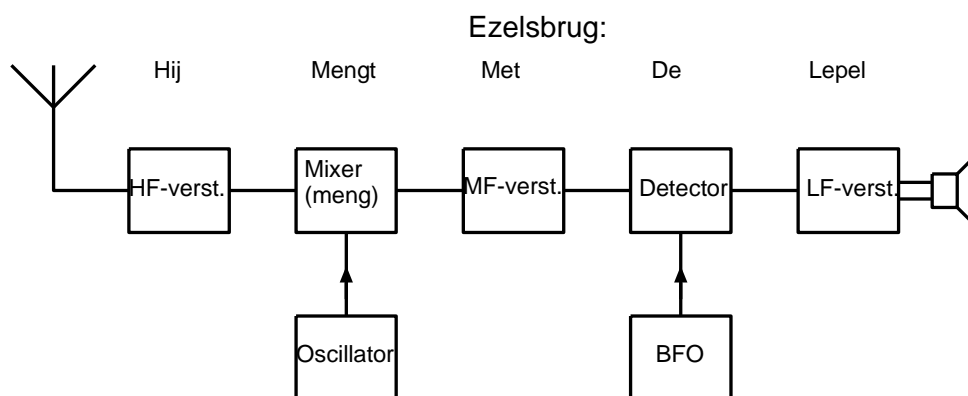 Ezelsbrug:
Hij Mengt Met De Lepel
HF-verst. Mixer (meng) MF-verst. Detector LF-verst.
Oscillator BFO